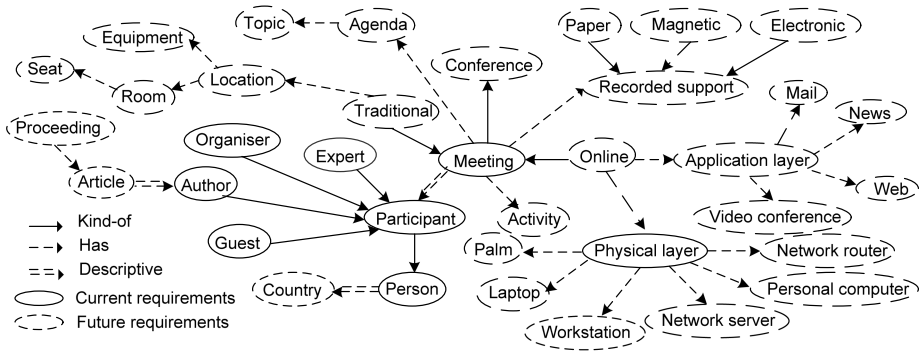 Topic
Agenda
Paper
Magnetic
Electronic
Equipment
Conference
Seat
Location
Recorded support
Room
Mail
Traditional
News
Proceeding
Organiser
Expert
Meeting
Online
Application layer
Article
Author
Web
Participant
Activity
Video conference
Kind-of
Guest
Palm
Physical layer
Network router
Has
Descriptive
Country
Person
Laptop
Personal computer
Current requirements
Future requirements
Workstation
Network server